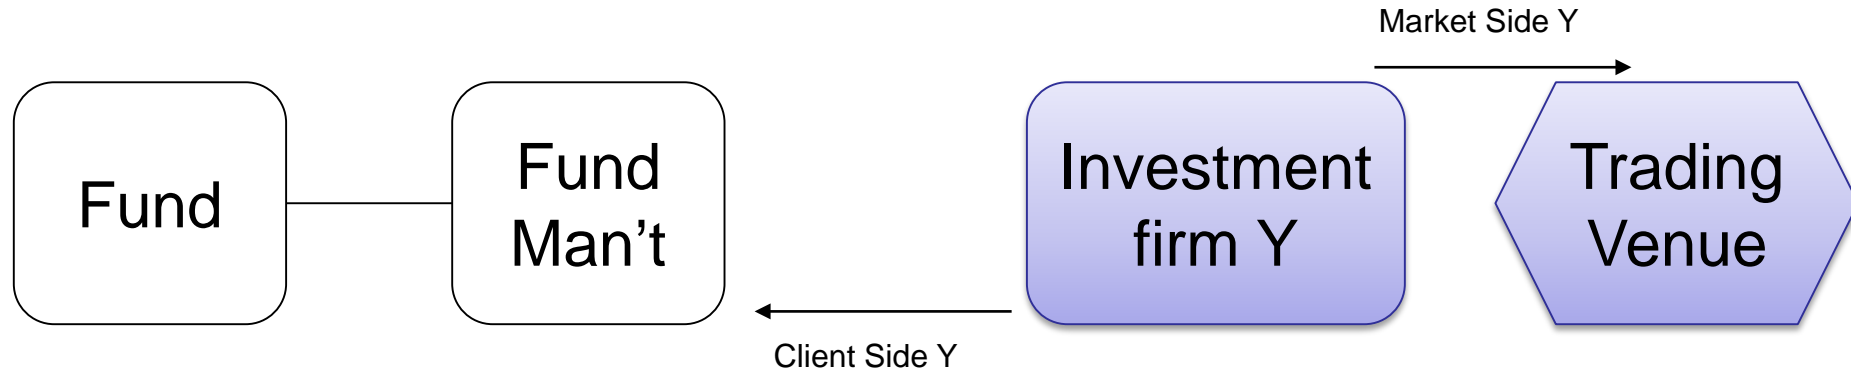 Market Side Y
Fund
Fund
Man’t
Investment
firm Y
Trading
Venue
Client Side Y